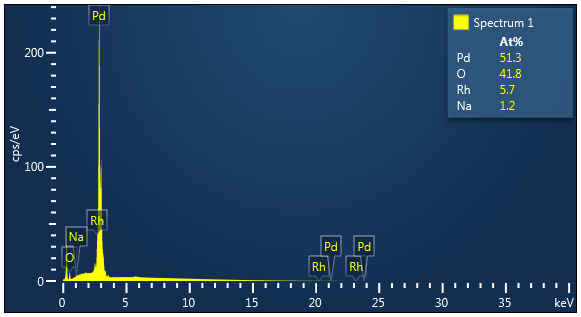 Pd
Spectrum 1
At%
Pd 51.3
O 41.8
Rh 5.7
Na 1.2
200
cps/eV
100
Rh
Na
O
Pd
Pd
Rh
Rh
0
0 5 10 15 20 25 30 35 keV